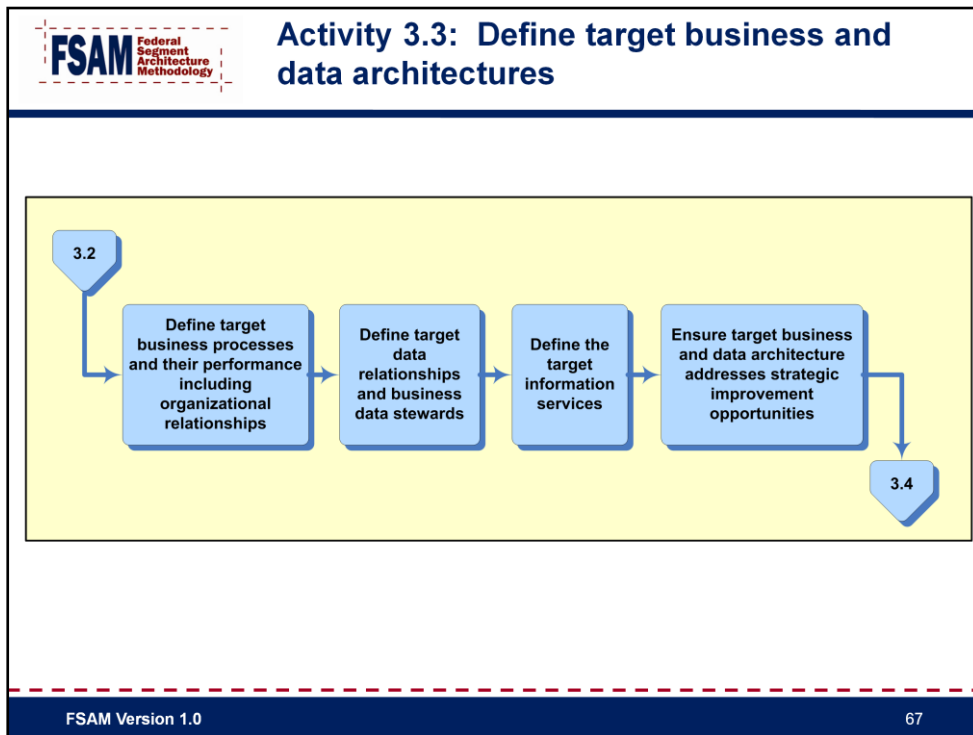 FSAM Federal
Segment
Architecture
Methodology
Activity 3.3: Define target business and
data architectures
3.2
Define target
business processes
and their performance
including
organizational
relationships
Define target
data
relationships
and business
data stewards
Define the
target
information
services
Ensure target business
and data architecture
addresses strategic
improvement
opportunities
3.4
FSAM Version 1.0
67